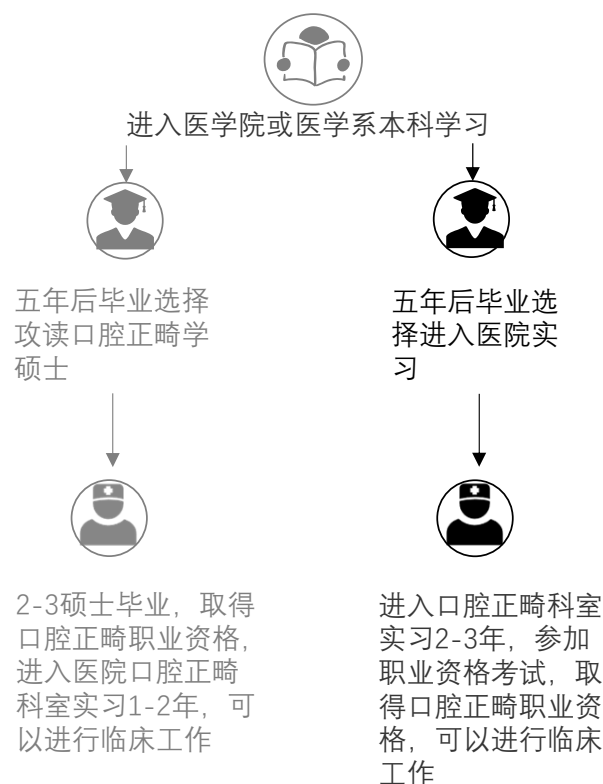 进入医学院或医学系本科学习
五年后毕业选择
攻读口腔正畸学
硕士
五年后毕业选
择进入医院实
习
2-3硕士毕业，取得
口腔正畸职业资格，
进入医院口腔正畸
科室实习1-2年，可
以进行临床工作
进入口腔正畸科室
实习2-3年，参加
职业资格考试，取
得口腔正畸职业资
格，可以进行临床
工作